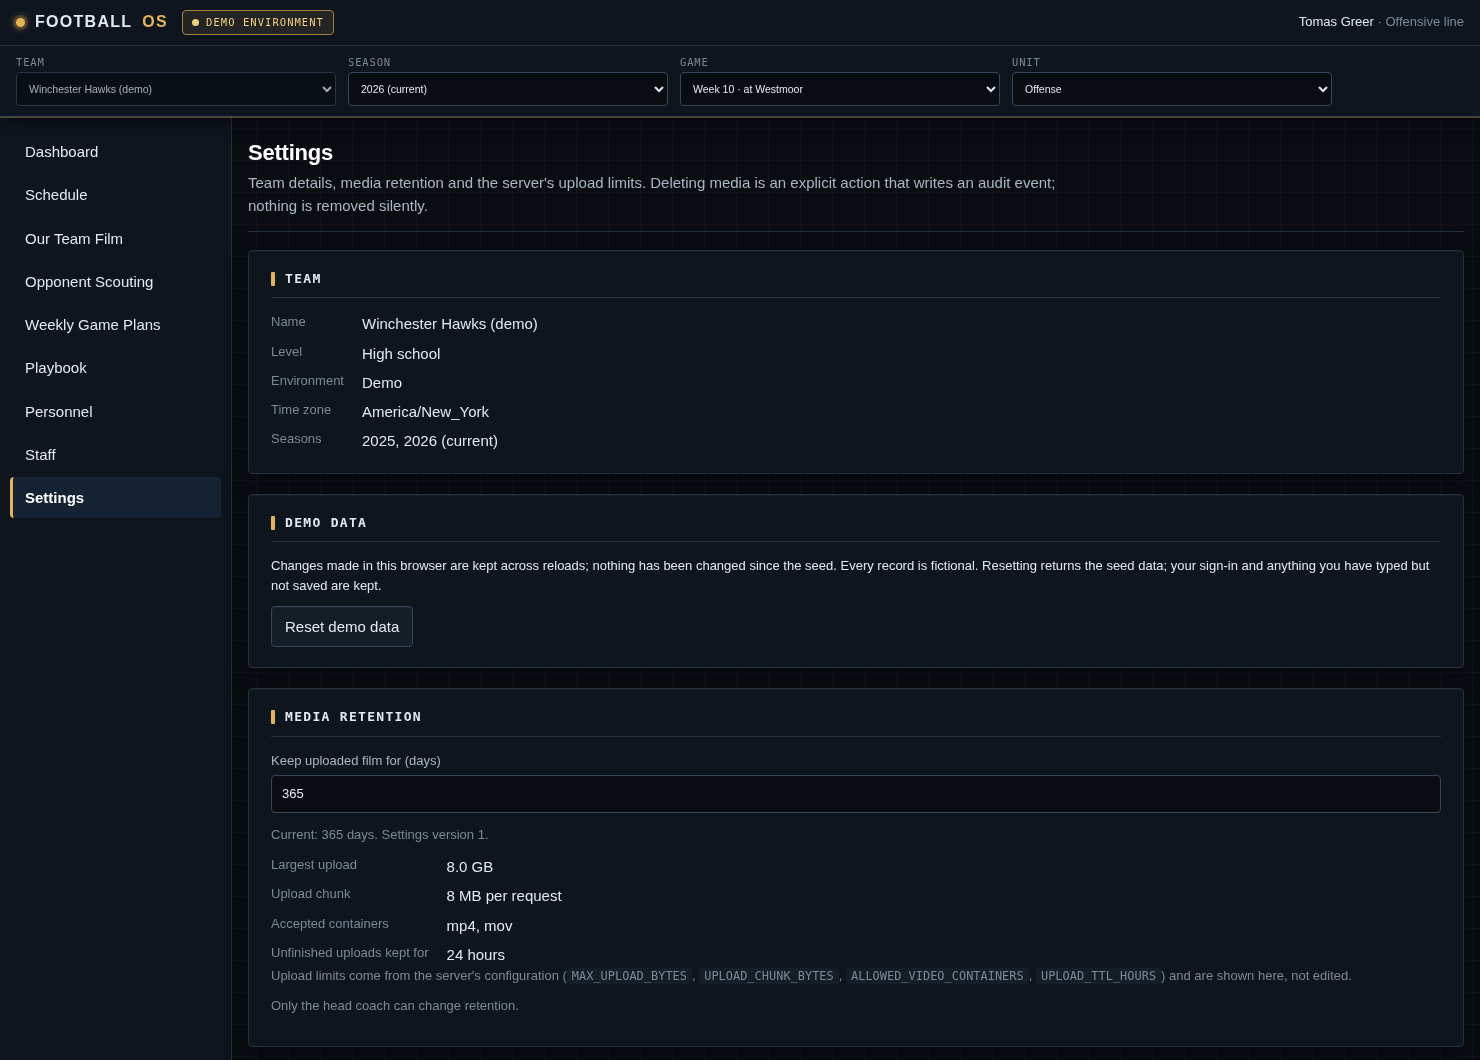 FOOTBALL OS
DEMO ENVIRONMENT
Tomas Greer · Offensive line
TEAM
Winchester Hawks (demo)
SEASON
2026 (current)
GAME
Week 10 · at Westmoor
UNIT
Offense
Dashboard
Schedule
Our Team Film
Opponent Scouting
Weekly Game Plans
Playbook
Personnel
Staff
Settings
Settings
Team details, media retention and the server's upload limits. Deleting media is an explicit action that writes an audit event;
nothing is removed silently.
TEAM
Name Winchester Hawks (demo)
Level High school
Environment Demo
Time zone America/New_York
Seasons 2025, 2026 (current)
DEMO DATA
Changes made in this browser are kept across reloads; nothing has been changed since the seed. Every record is fictional. Resetting returns the seed data; your sign-in and anything you have typed but
not saved are kept.
Reset demo data
MEDIA RETENTION
Keep uploaded film for (days)
365
Current: 365 days. Settings version 1.
Largest upload 8.0 GB
Upload chunk 8 MB per request
Accepted containers mp4, mov
Unfinished uploads kept for 24 hours
Upload limits come from the server's configuration ( MAX_UPLOAD_BYTES , UPLOAD_CHUNK_BYTES , ALLOWED_VIDEO_CONTAINERS , UPLOAD_TTL_HOURS ) and are shown here, not edited.
Only the head coach can change retention.